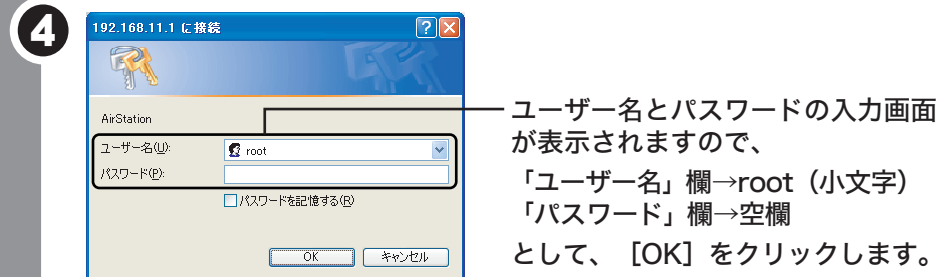 4
192.168.11.1 に接続
AirStation
ユーザー名(U):
root
パスワード(P):
パスワードを記憶する(R)
OK
キャンセル
ユーザー名とパスワードの入力画面
が表示されますので、
「ユーザー名」欄→root（小文字）
「パスワード」欄→空欄
として、［OK］をクリックします。